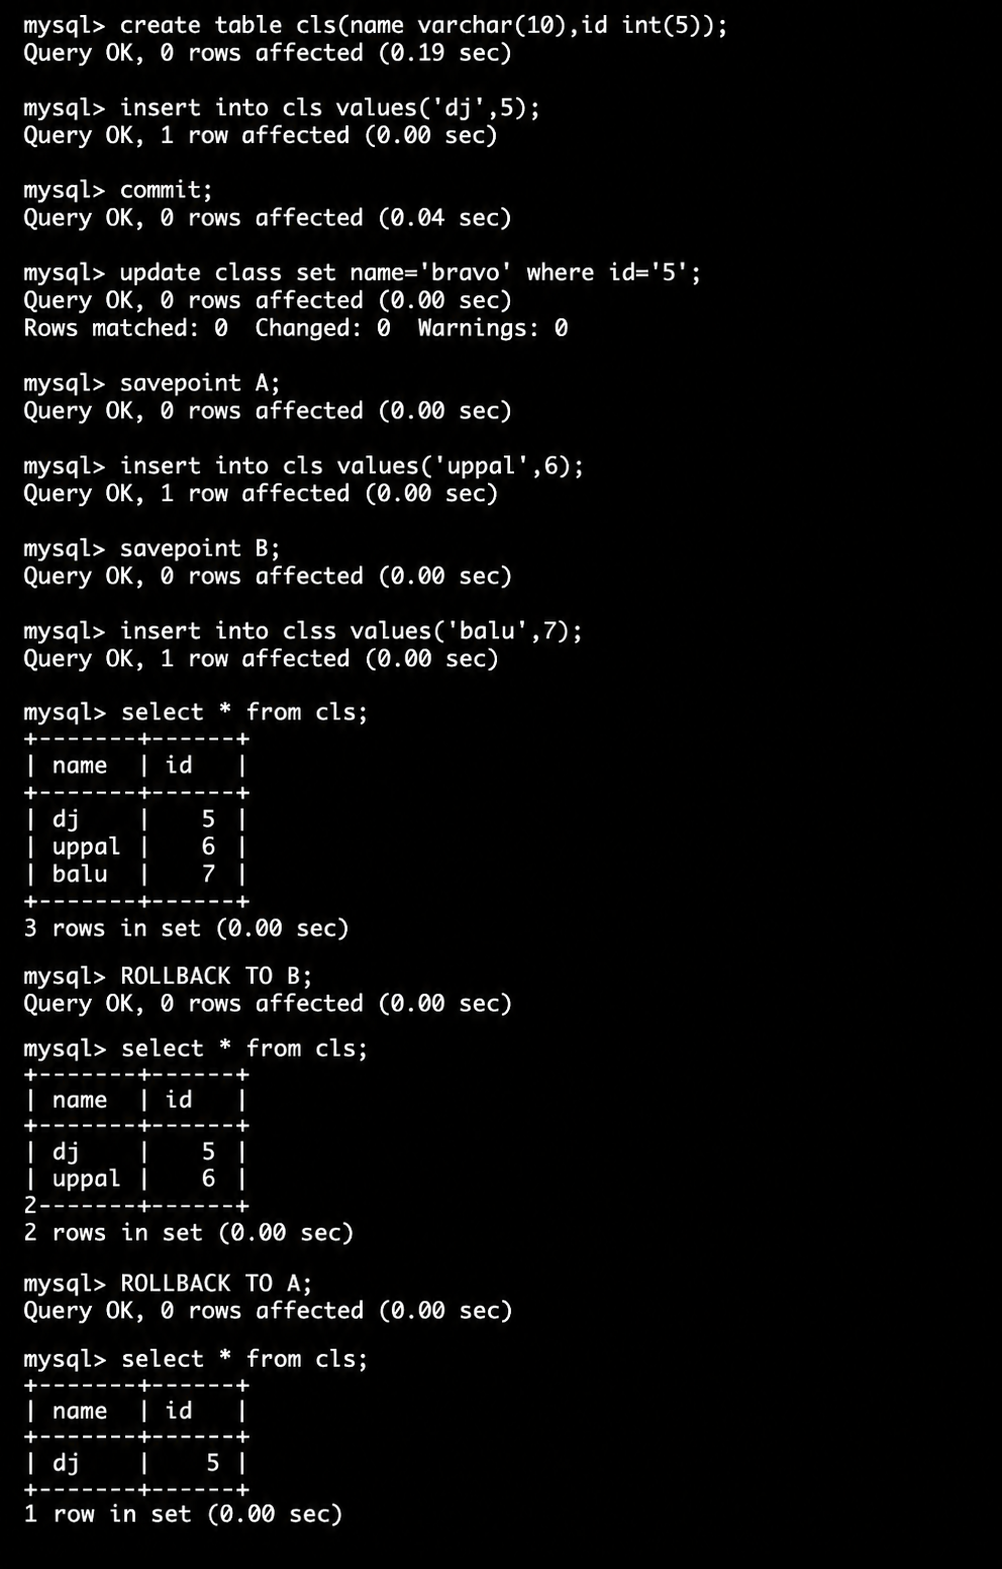 mysql> create table cls(name varchar(10),id int(5));
Query OK, 0 rows affected (0.19 sec)

mysql> insert into cls values('dj',5);
Query OK, 1 row affected (0.00 sec)

mysql> commit;
Query OK, 0 rows affected (0.04 sec)

mysql> update class set name='bravo' where id='5';
Query OK, 0 rows affected (0.00 sec)
Rows matched: 0  Changed: 0  Warnings: 0

mysql> savepoint A;
Query OK, 0 rows affected (0.00 sec)

mysql> insert into cls values('uppal',6);
Query OK, 1 row affected (0.00 sec)

mysql> savepoint B;
Query OK, 0 rows affected (0.00 sec)

mysql> insert into clss values('balu',7);
Query OK, 1 row affected (0.00 sec)

mysql> select * from cls;
+-------+------+
| name  | id   |
+-------+------+
| dj    |    5 |
| uppal |    6 |
| balu  |    7 |
+-------+------+
3 rows in set (0.00 sec)

mysql> ROLLBACK TO B;
Query OK, 0 rows affected (0.00 sec)

mysql> select * from cls;
+-------+------+
| name  | id   |
+-------+------+
| dj    |    5 |
| uppal |    6 |
2-------+------+
2 rows in set (0.00 sec)

mysql> ROLLBACK TO A;
Query OK, 0 rows affected (0.00 sec)

mysql> select * from cls;
+-------+------+
| name  | id   |
+-------+------+
| dj    |    5 |
+-------+------+
1 row in set (0.00 sec)